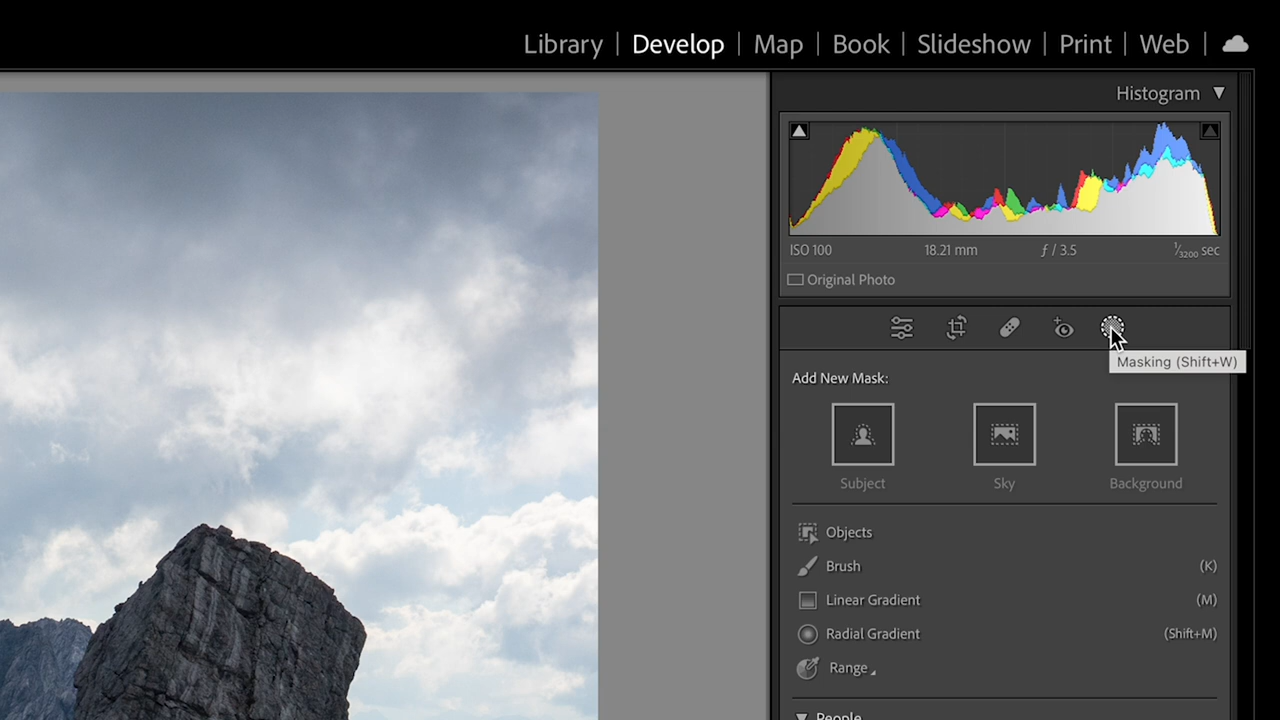 Library | Develop | Map | Book | Slideshow | Print | Web |
Histogram
ISO 100 18.21 mm ƒ / 3.5 1/3200 sec
Original Photo
Masking (Shift+W)
Add New Mask:
Subject Sky Background
Objects
Brush (K)
Linear Gradient (M)
Radial Gradient (Shift+M)
Range
People